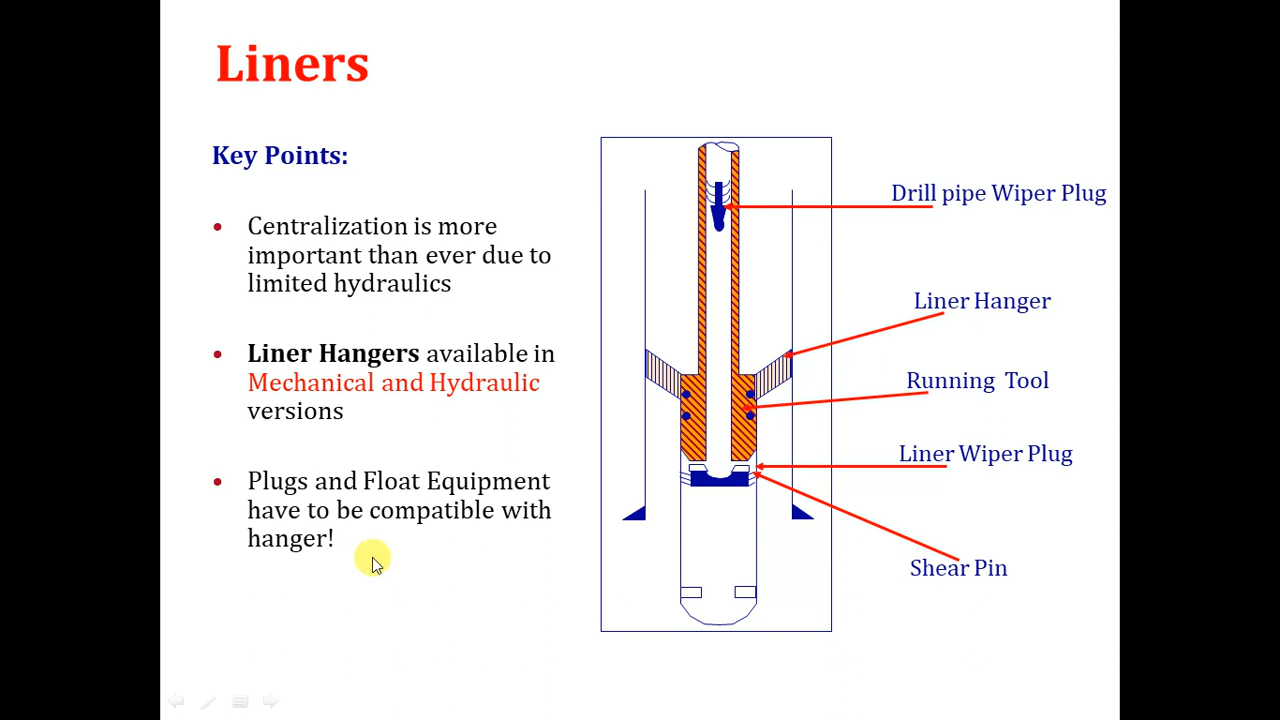 Liners
Key Points:
Centralization is more
important than ever due to
limited hydraulics
Liner Hangers available in
Mechanical and Hydraulic
versions
Plugs and Float Equipment
have to be compatible with
hanger!
Drill pipe Wiper Plug
Liner Hanger
Running Tool
Liner Wiper Plug
Shear Pin